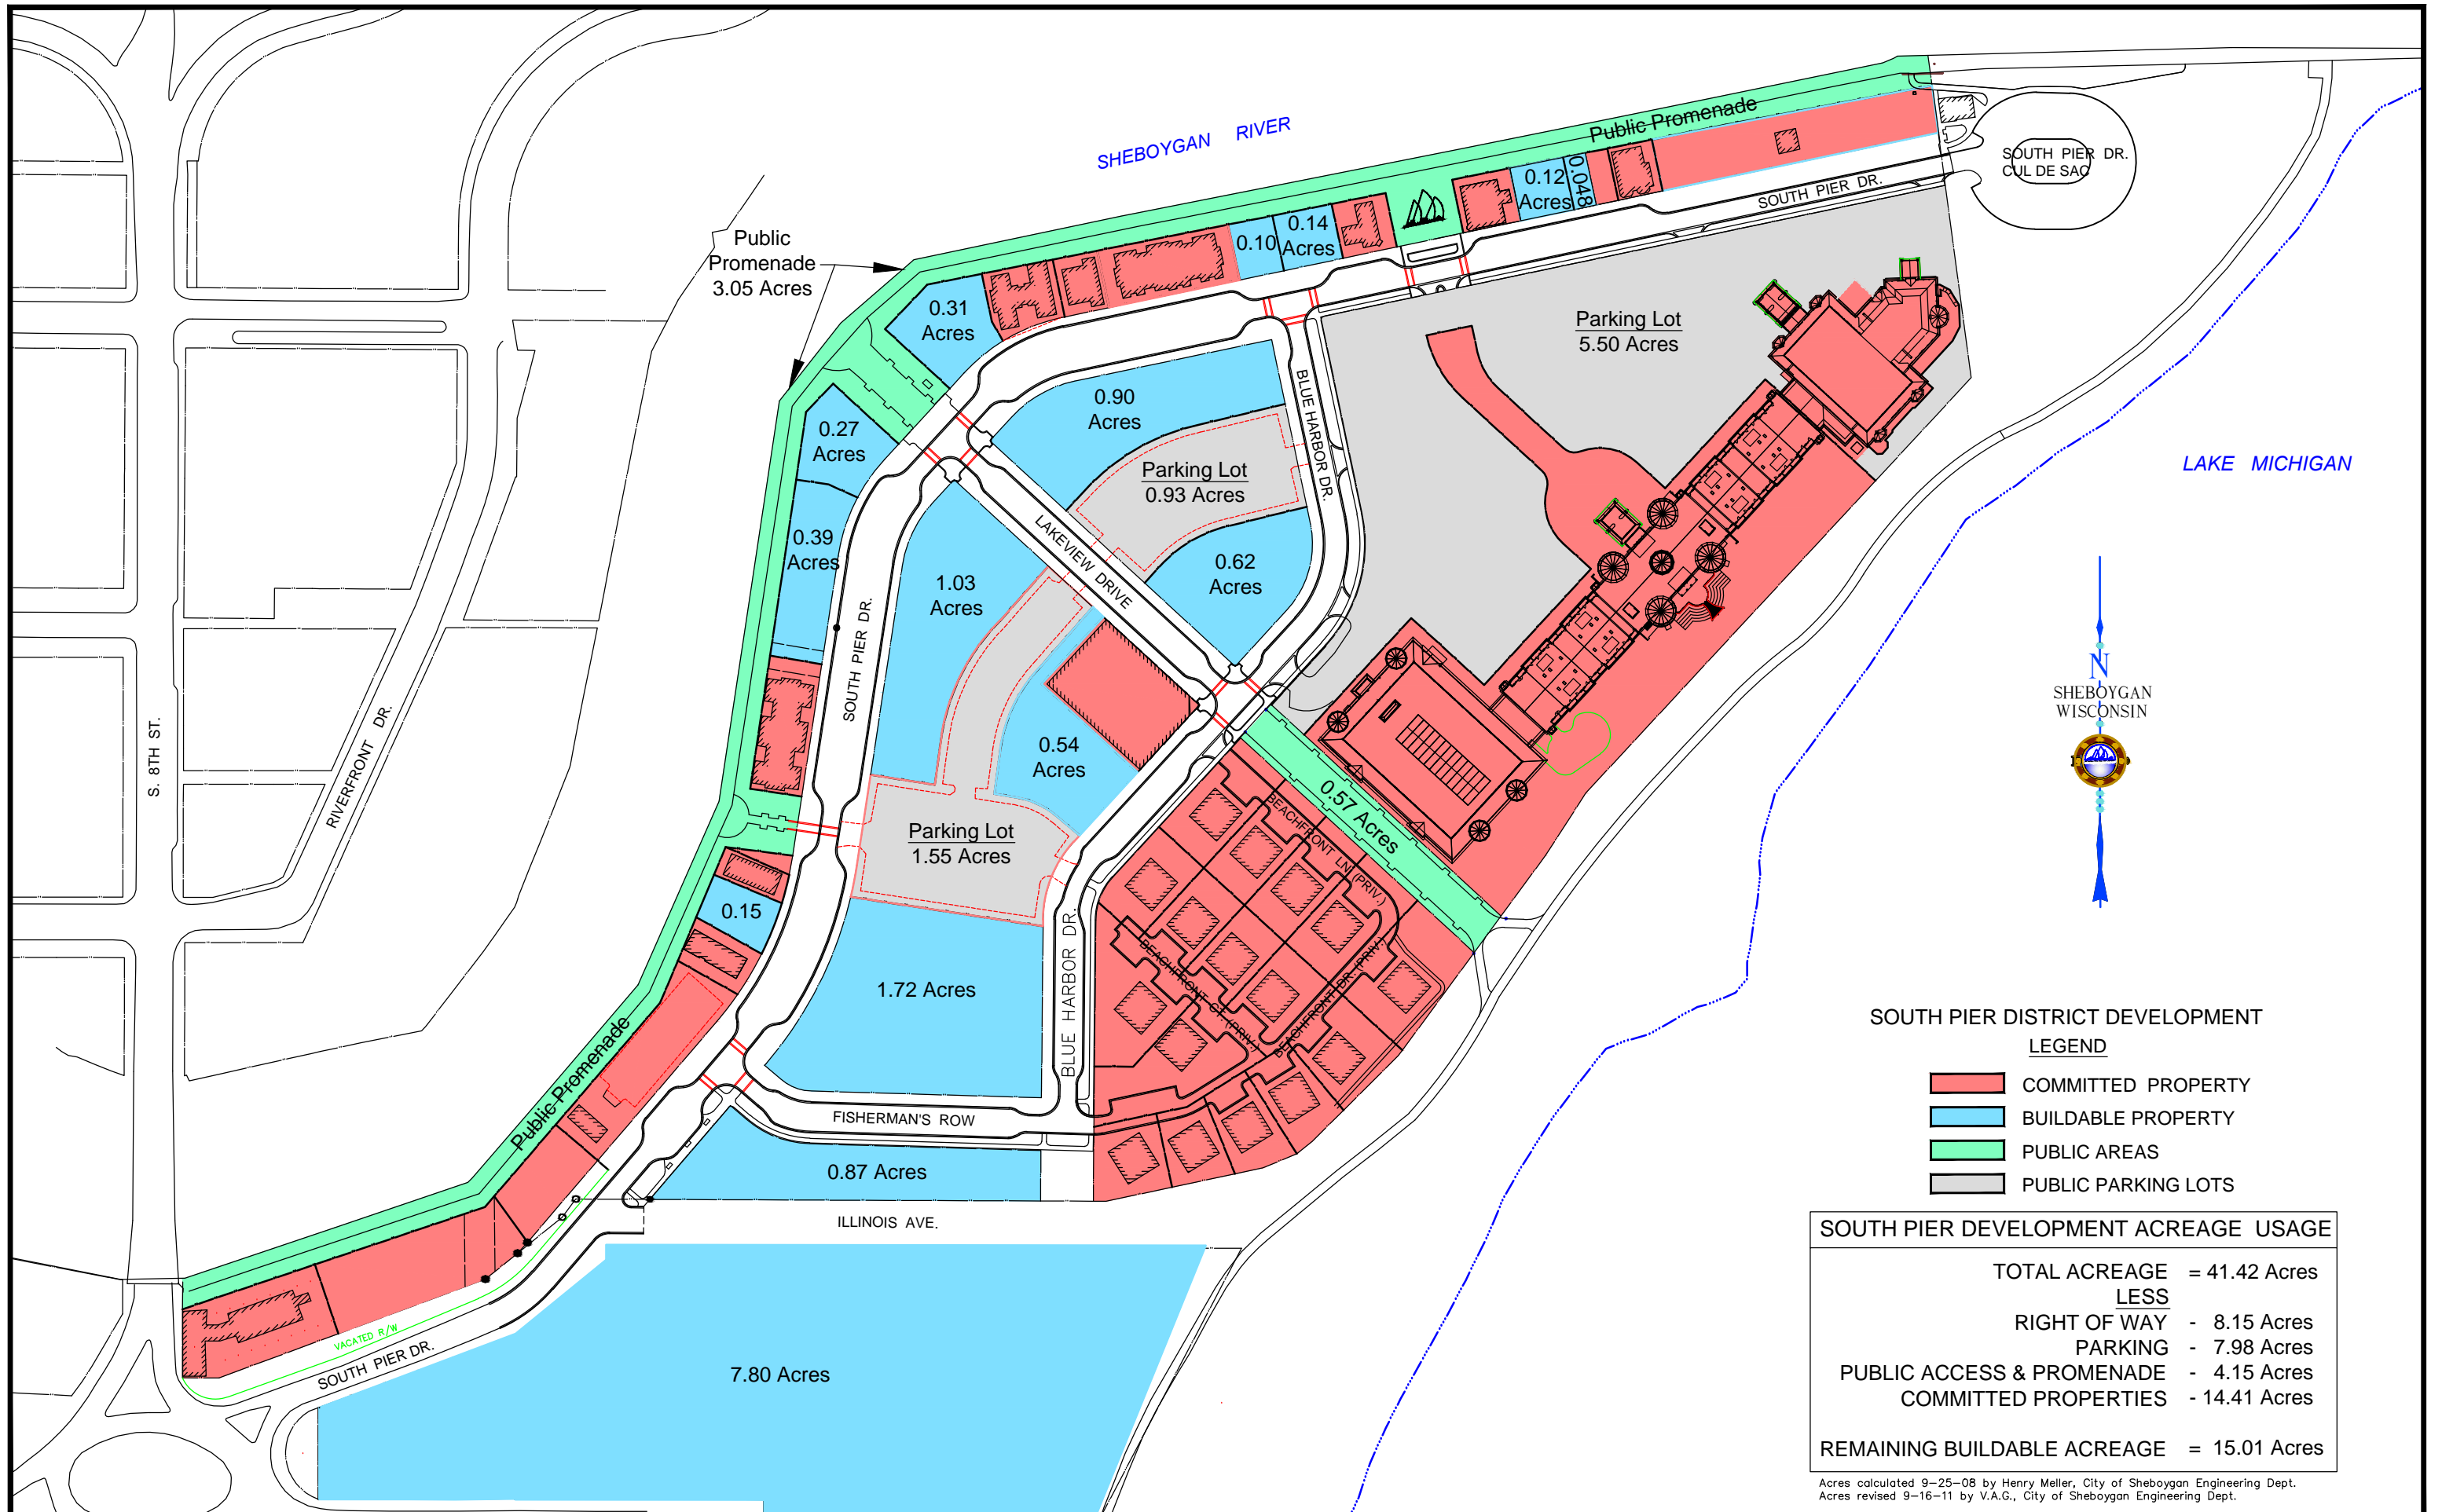 SHEBOYGAN RIVER
Public Promenade
SOUTH PIER DR.
CUL DE SAC
0.12
Acres
0.048
SOUTH PIER DR.
Public
Promenade
3.05 Acres
0.10
0.14
Acres
0.31
Acres
Parking Lot
5.50 Acres
0.90
Acres
BLUE HARBOR DR.
0.27
Acres
Parking Lot
0.93 Acres
LAKE MICHIGAN
0.39
Acres
LAKEVIEW DRIVE
1.03
Acres
0.62
Acres
SOUTH PIER DR.
N
SHEBOYGAN
WISCONSIN
S. 8TH ST.
RIVERFRONT DR.
0.54
Acres
0.57 Acres
BEACHFRONT LN. (PRIV.)
Parking Lot
1.55 Acres
0.15
BEACHFRONT CT. (PRIV.)
BEACHFRONT DR. (PRIV.)
1.72 Acres
BLUE HARBOR DR.
Public Promenade
FISHERMAN'S ROW
0.87 Acres
ILLINOIS AVE.
VACATED R/W
SOUTH PIER DR.
7.80 Acres
SOUTH PIER DISTRICT DEVELOPMENT
LEGEND
COMMITTED PROPERTY
BUILDABLE PROPERTY
PUBLIC AREAS
PUBLIC PARKING LOTS
SOUTH PIER DEVELOPMENT ACREAGE USAGE
TOTAL ACREAGE = 41.42 Acres
LESS
RIGHT OF WAY - 8.15 Acres
PARKING - 7.98 Acres
PUBLIC ACCESS & PROMENADE - 4.15 Acres
COMMITTED PROPERTIES - 14.41 Acres
REMAINING BUILDABLE ACREAGE = 15.01 Acres
Acres calculated 9-25-08 by Henry Meller, City of Sheboygan Engineering Dept.
Acres revised 9-16-11 by V.A.G., City of Sheboygan Engineering Dept.